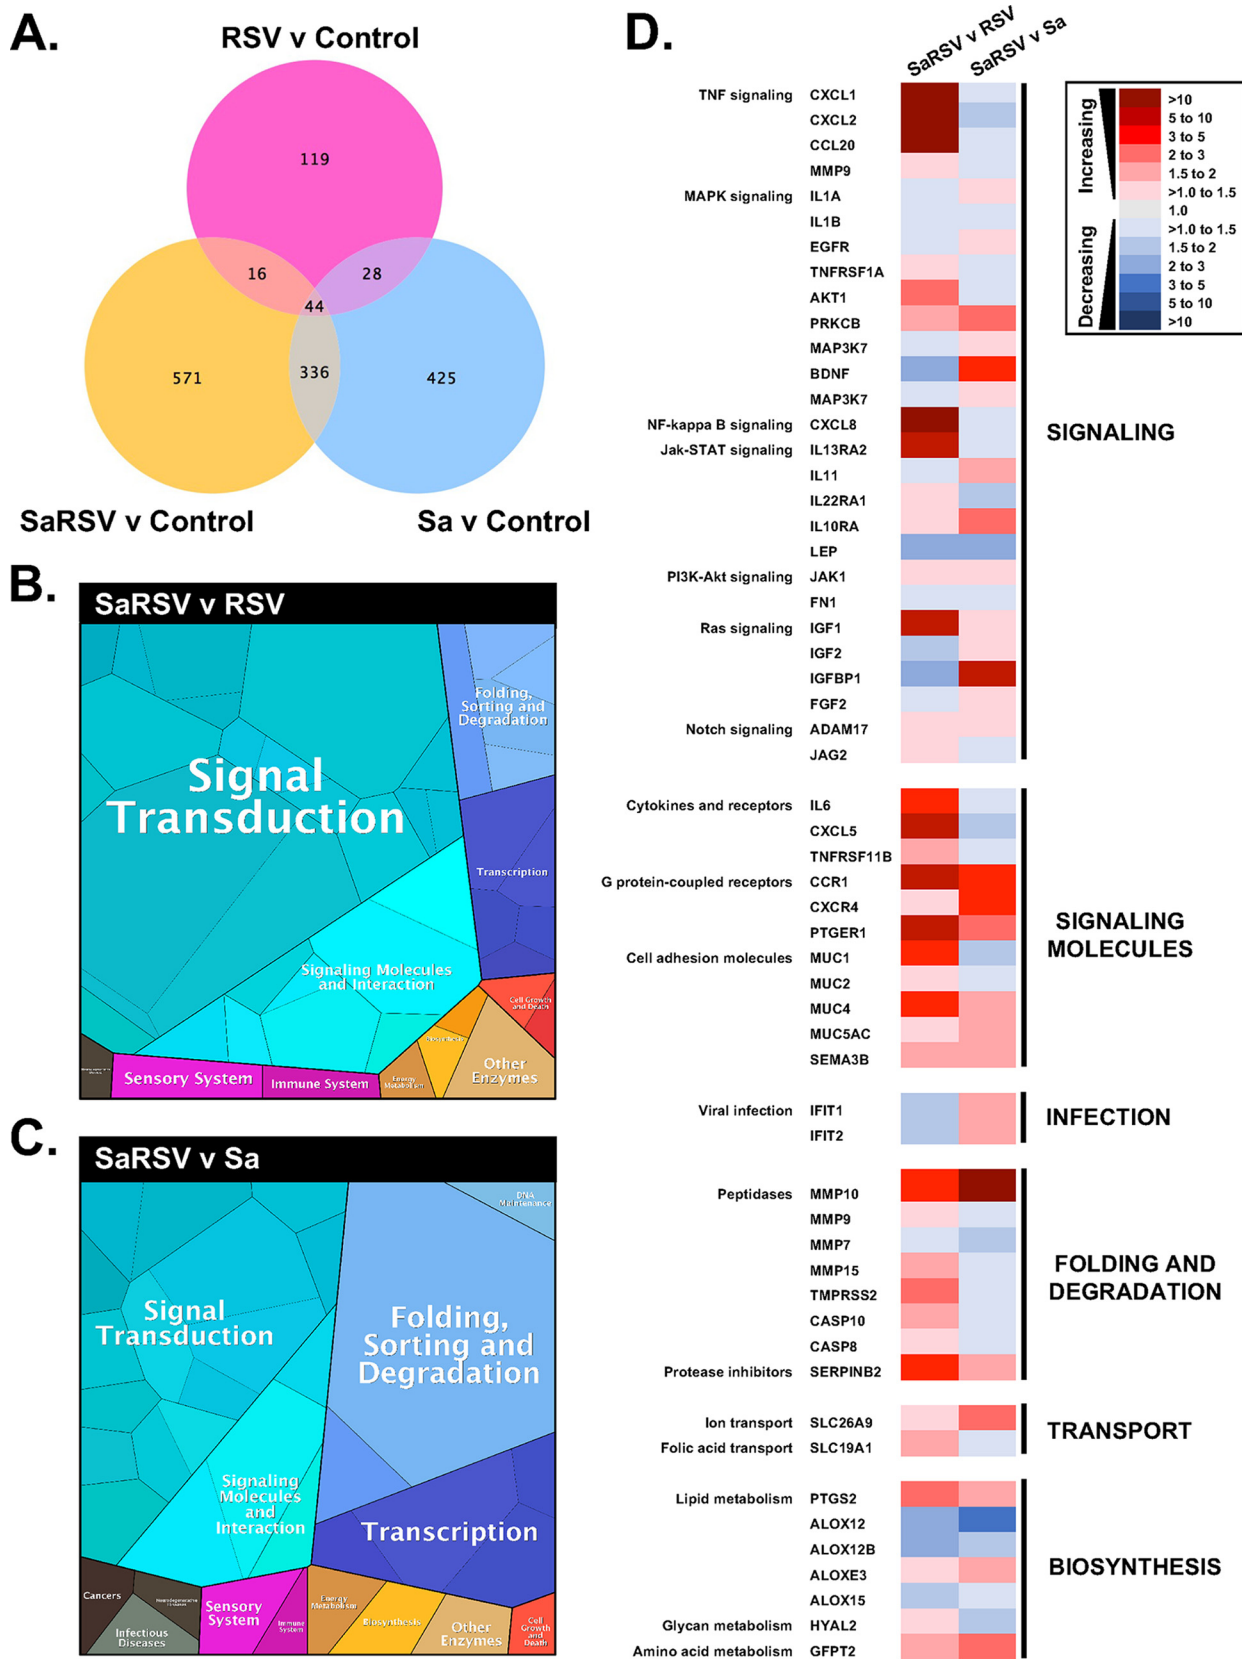 A.
RSV v Control
119
16
28
44
571
336
425
SaRSV v Control
Sa v Control
B.
SaRSV v RSV
Folding,
Sorting and
Degradation
Signal
Transduction
Transcription
Signaling Molecules
and Interaction
Cell Growth
and Death
Biosynthesis
Sensory System
Immune System
Energy
Metabolism
Other
Enzymes
C.
SaRSV v Sa
DNA
Maintenance
Signal
Transduction
Folding,
Sorting and
Degradation
Signaling
Molecules
and
Interaction
Transcription
Cancers
Neurodegenerative
Infectious
Diseases
Sensory
System
Immune
System
Energy
Metabolism
Biosynthesis
Other
Enzymes
Cell
Growth
and
Death
D.
SaRSV v RSV
SaRSV v Sa
TNF signaling CXCL1
CXCL2
CCL20
MMP9
MAPK signaling IL1A
IL1B
EGFR
TNFRSF1A
AKT1
PRKCB
MAP3K7
BDNF
MAP3K7
NF-kappa B signaling CXCL8
Jak-STAT signaling IL13RA2
IL11
IL22RA1
IL10RA
LEP
PI3K-Akt signaling JAK1
FN1
Ras signaling IGF1
IGF2
IGFBP1
FGF2
Notch signaling ADAM17
JAG2
SIGNALING
Cytokines and receptors IL6
CXCL5
TNFRSF11B
G protein-coupled receptors CCR1
CXCR4
PTGER1
Cell adhesion molecules MUC1
MUC2
MUC4
MUC5AC
SEMA3B
SIGNALING
MOLECULES
Viral infection IFIT1
IFIT2
INFECTION
Peptidases MMP10
MMP9
MMP7
MMP15
TMPRSS2
CASP10
CASP8
Protease inhibitors SERPINB2
FOLDING AND
DEGRADATION
Ion transport SLC26A9
Folic acid transport SLC19A1
TRANSPORT
Lipid metabolism PTGS2
ALOX12
ALOX12B
ALOXE3
ALOX15
Glycan metabolism HYAL2
Amino acid metabolism GFPT2
BIOSYNTHESIS
Increasing
Decreasing
>10
5 to 10
3 to 5
2 to 3
1.5 to 2
>1.0 to 1.5
1.0
>1.0 to 1.5
1.5 to 2
2 to 3
3 to 5
5 to 10
>10